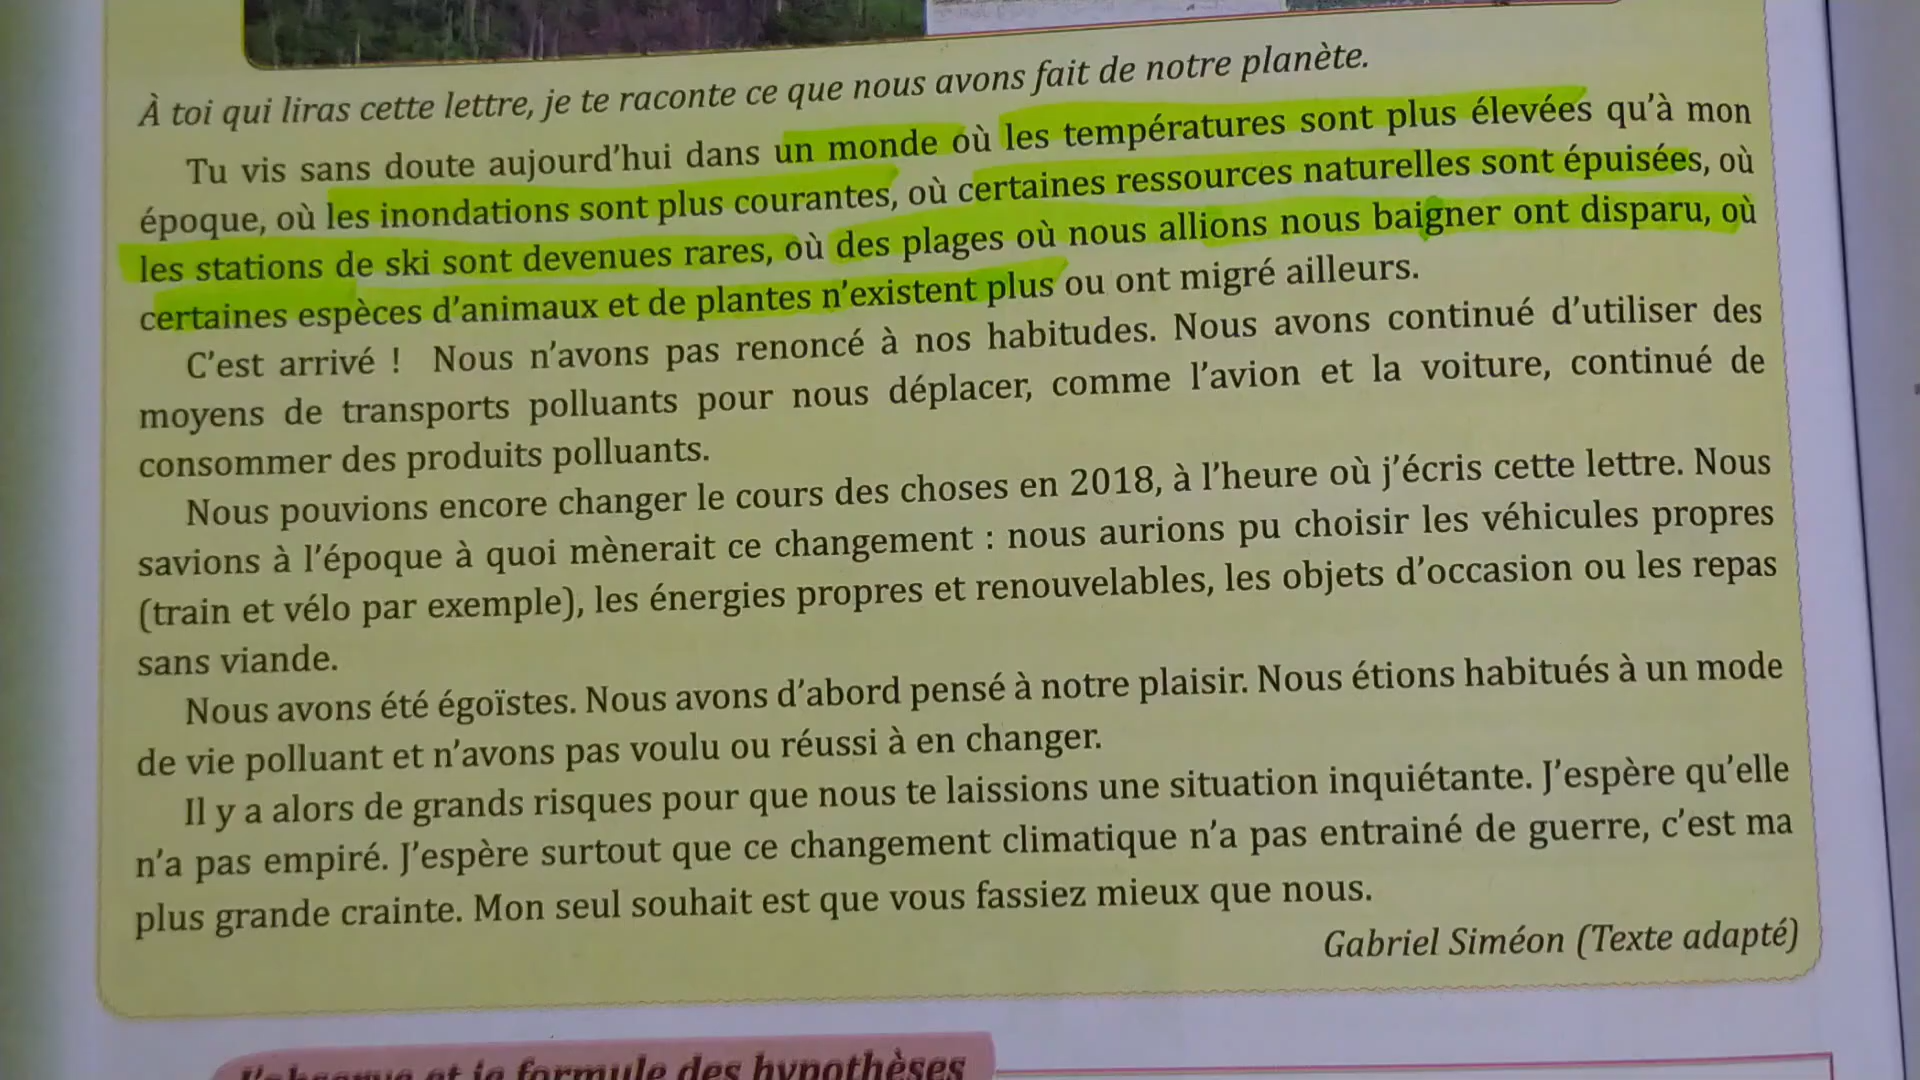 À toi qui liras cette lettre, je te raconte ce que nous avons fait de notre planète.
Tu vis sans doute aujourd'hui dans un monde où les températures sont plus élevées qu'à mon
époque, où les inondations sont plus courantes, où certaines ressources naturelles sont épuisées, où
les stations de ski sont devenues rares, où des plages où nous allions nous baigner ont disparu, où
certaines espèces d'animaux et de plantes n'existent plus ou ont migré ailleurs.
C'est arrivé ! Nous n'avons pas renoncé à nos habitudes. Nous avons continué d'utiliser des
moyens de transports polluants pour nous déplacer, comme l'avion et la voiture, continué de
consommer des produits polluants.
Nous pouvions encore changer le cours des choses en 2018, à l'heure où j'écris cette lettre. Nous
savions à l'époque à quoi mènerait ce changement : nous aurions pu choisir les véhicules propres
(train et vélo par exemple), les énergies propres et renouvelables, les objets d'occasion ou les repas
sans viande.
Nous avons été égoïstes. Nous avons d'abord pensé à notre plaisir. Nous étions habitués à un mode
de vie polluant et n'avons pas voulu ou réussi à en changer.
Il y a alors de grands risques pour que nous te laissions une situation inquiétante. J'espère qu'elle
n'a pas empiré. J'espère surtout que ce changement climatique n'a pas entrainé de guerre, c'est ma
plus grande crainte. Mon seul souhait est que vous fassiez mieux que nous.
Gabriel Siméon (Texte adapté)
J'observe et je formule des hypothèses